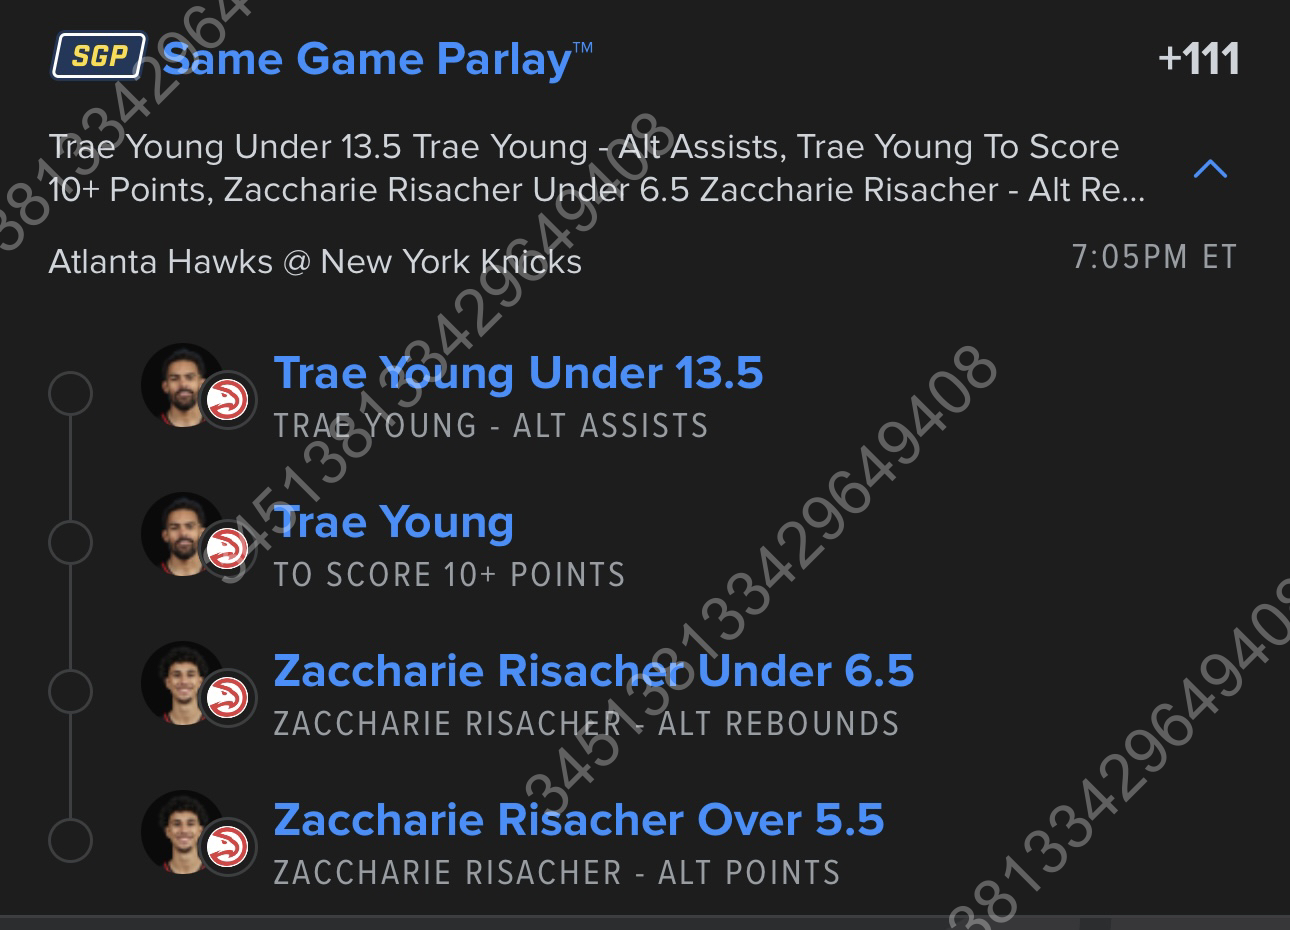 SGP Same Game Parlay™ +111
Trae Young Under 13.5 Trae Young - Alt Assists, Trae Young To Score
10+ Points, Zaccharie Risacher Under 6.5 Zaccharie Risacher - Alt Re...
Atlanta Hawks @ New York Knicks 7:05PM ET
Trae Young Under 13.5
TRAE YOUNG - ALT ASSISTS
Trae Young
TO SCORE 10+ POINTS
Zaccharie Risacher Under 6.5
ZACCHARIE RISACHER - ALT REBOUNDS
Zaccharie Risacher Over 5.5
ZACCHARIE RISACHER - ALT POINTS
345138133429649408